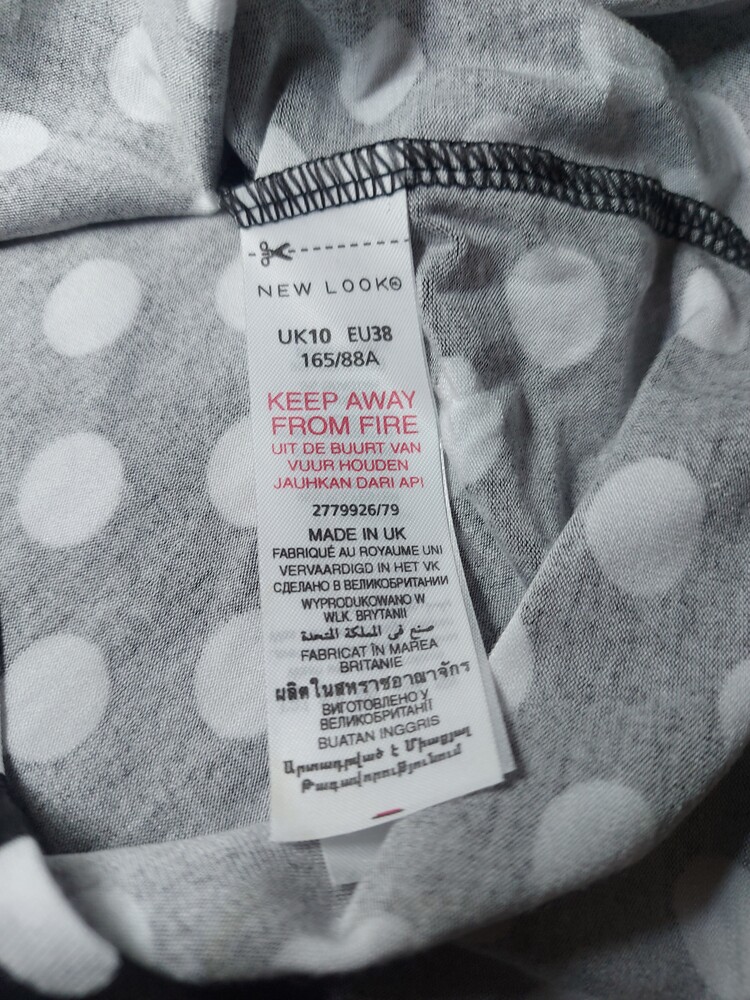 NEW LOOK®
UK10 EU38
165/88A
KEEP AWAY
FROM FIRE
UIT DE BUURT VAN
VUUR HOUDEN
JAUHKAN DARI API
2779926/79
MADE IN UK
FABRIQUÉ AU ROYAUME UNI
VERVAARDIGD IN HET VK
СДЕЛАНО В ВЕЛИКОБРИТАНИИ
WYPRODUKOWANO W
WLK. BRYTANII
صنع في المملكة المتحدة
FABRICAT ÎN MAREA
BRITANIE
ผลิตในสหราชอาณาจักร
ВИГОТОВЛЕНО У
ВЕЛИКОБРИТАНІЇ
BUATAN INGGRIS
Արտադրված է Միացյալ
Թագավորությունում